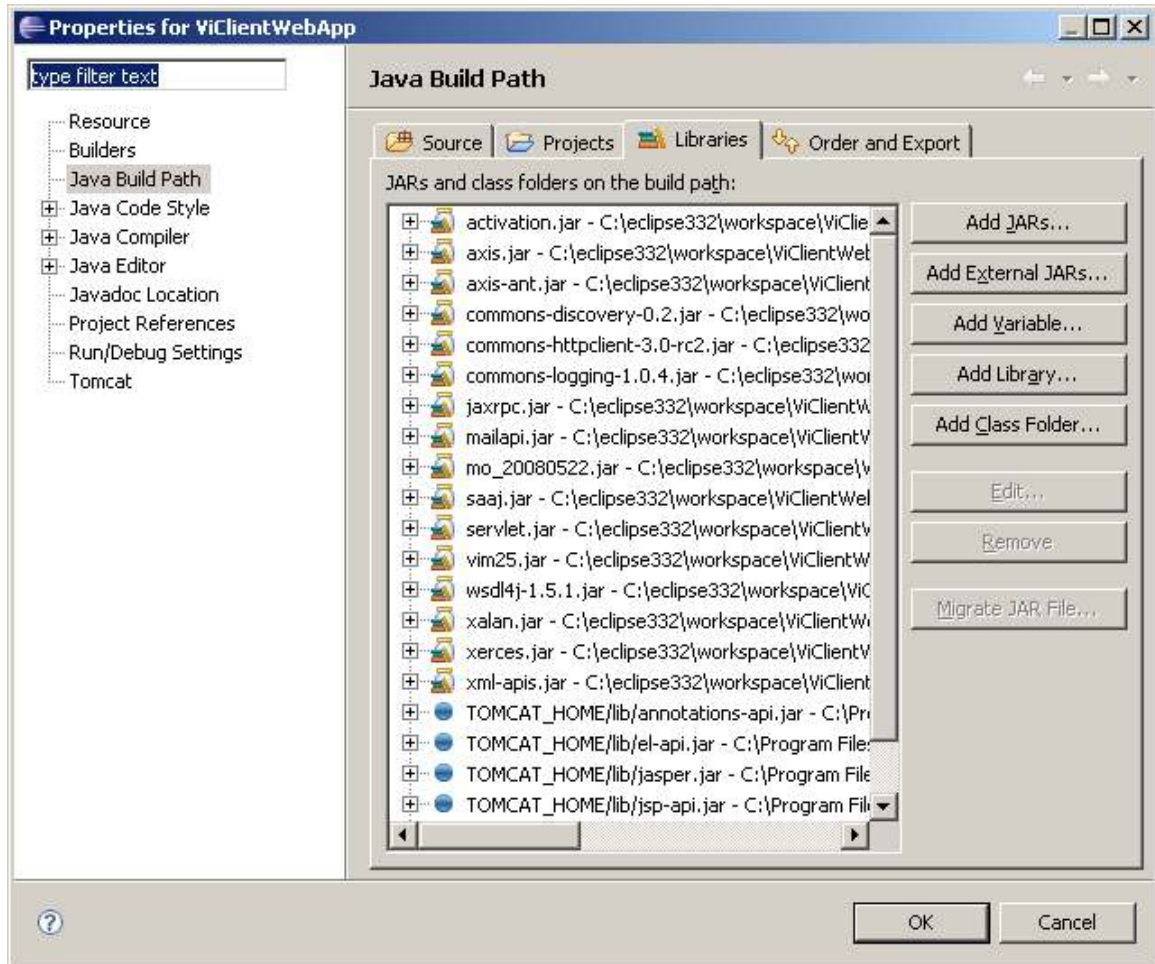 Properties for ViClientWebApp
type filter text
Resource
Builders
Java Build Path
Java Code Style
Java Compiler
Java Editor
Javadoc Location
Project References
Run/Debug Settings
Tomcat
Java Build Path
Source
Projects
Libraries
Order and Export
JARs and class folders on the build path:
activation.jar - C:\eclipse332\workspace\ViClie
axis.jar - C:\eclipse332\workspace\ViClientWeb
axis-ant.jar - C:\eclipse332\workspace\ViClient
commons-discovery-0.2.jar - C:\eclipse332\wo
commons-httpclient-3.0-rc2.jar - C:\eclipse332
commons-logging-1.0.4.jar - C:\eclipse332\wor
jaxrpc.jar - C:\eclipse332\workspace\ViClientW
mailapi.jar - C:\eclipse332\workspace\ViClientV
mo_20080522.jar - C:\eclipse332\workspace\V
saaj.jar - C:\eclipse332\workspace\ViClientWel
servlet.jar - C:\eclipse332\workspace\ViClientV
vim25.jar - C:\eclipse332\workspace\ViClientW
wsdl4j-1.5.1.jar - C:\eclipse332\workspace\ViC
xalan.jar - C:\eclipse332\workspace\ViClientW
xerces.jar - C:\eclipse332\workspace\ViClientV
xml-apis.jar - C:\eclipse332\workspace\ViClient
TOMCAT_HOME/lib/annotations-api.jar - C:\Pr
TOMCAT_HOME/lib/el-api.jar - C:\Program Files
TOMCAT_HOME/lib/jasper.jar - C:\Program File
TOMCAT_HOME/lib/jsp-api.jar - C:\Program Fil
Add JARs...
Add External JARs...
Add Variable...
Add Library...
Add Class Folder...
Edit...
Remove
Migrate JAR File...
OK
Cancel